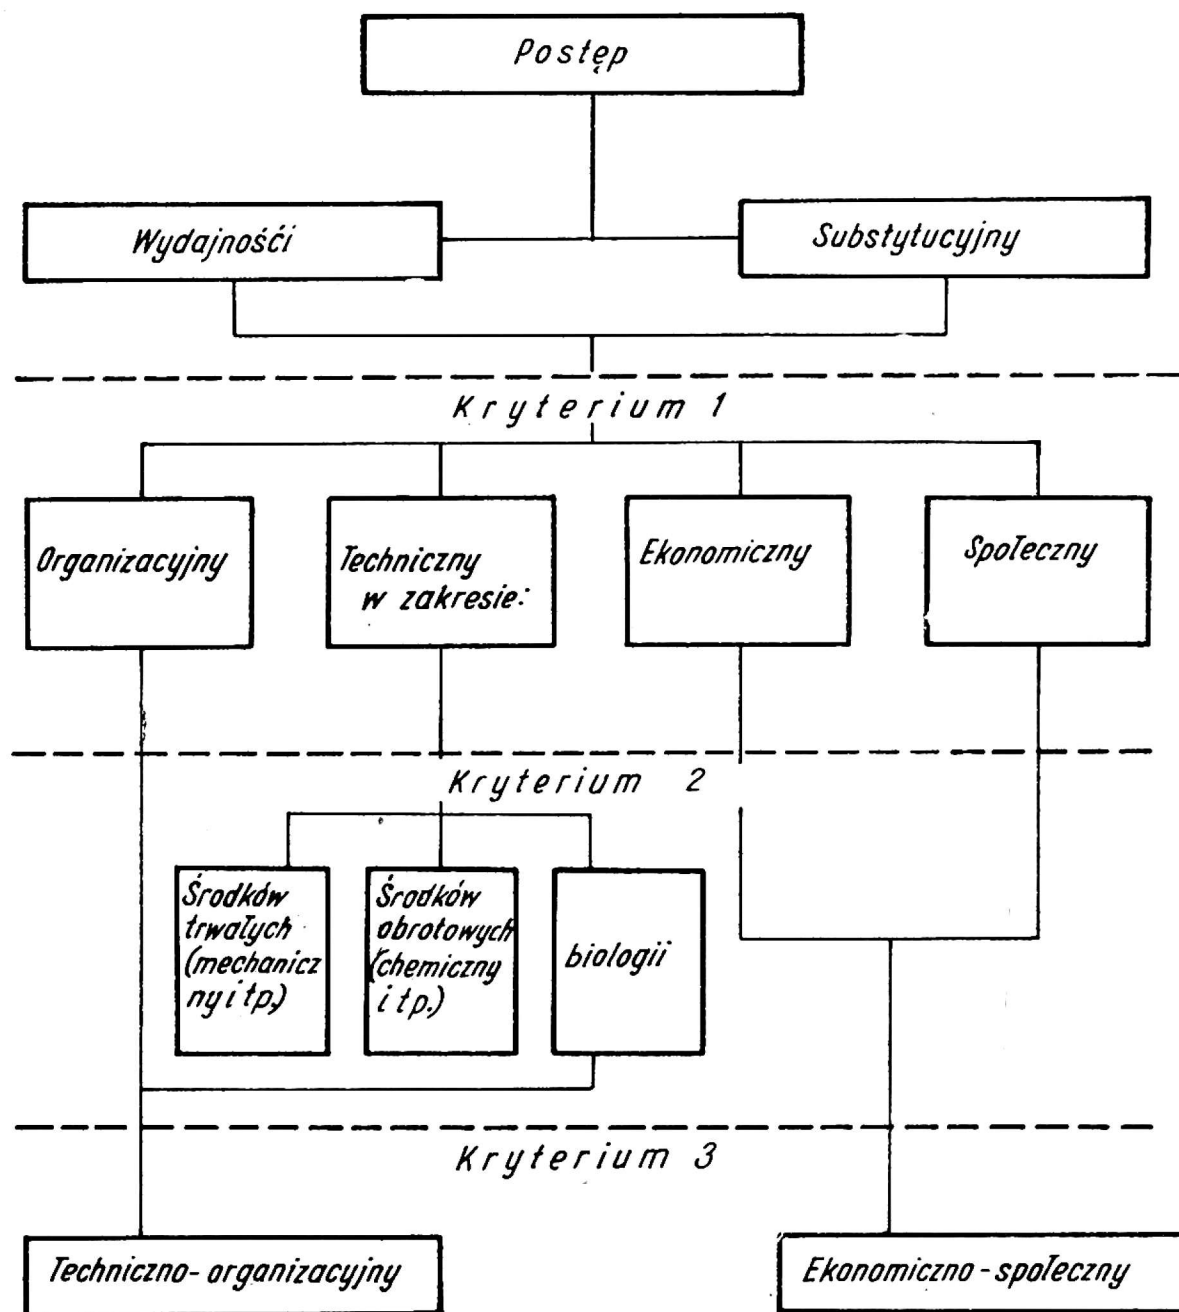 Postęp
Wydajnośći
Substytucyjny
Kryterium 1
Organizacyjny
Techniczny
w zakresie:
Ekonomiczny
Społeczny
Kryterium 2
Środków
trwałych
(mechanicz
ny i tp.)
Środków
obrotowych
(chemiczny
i tp.)
biologii
Kryterium 3
Techniczno-organizacyjny
Ekonomiczno-społeczny